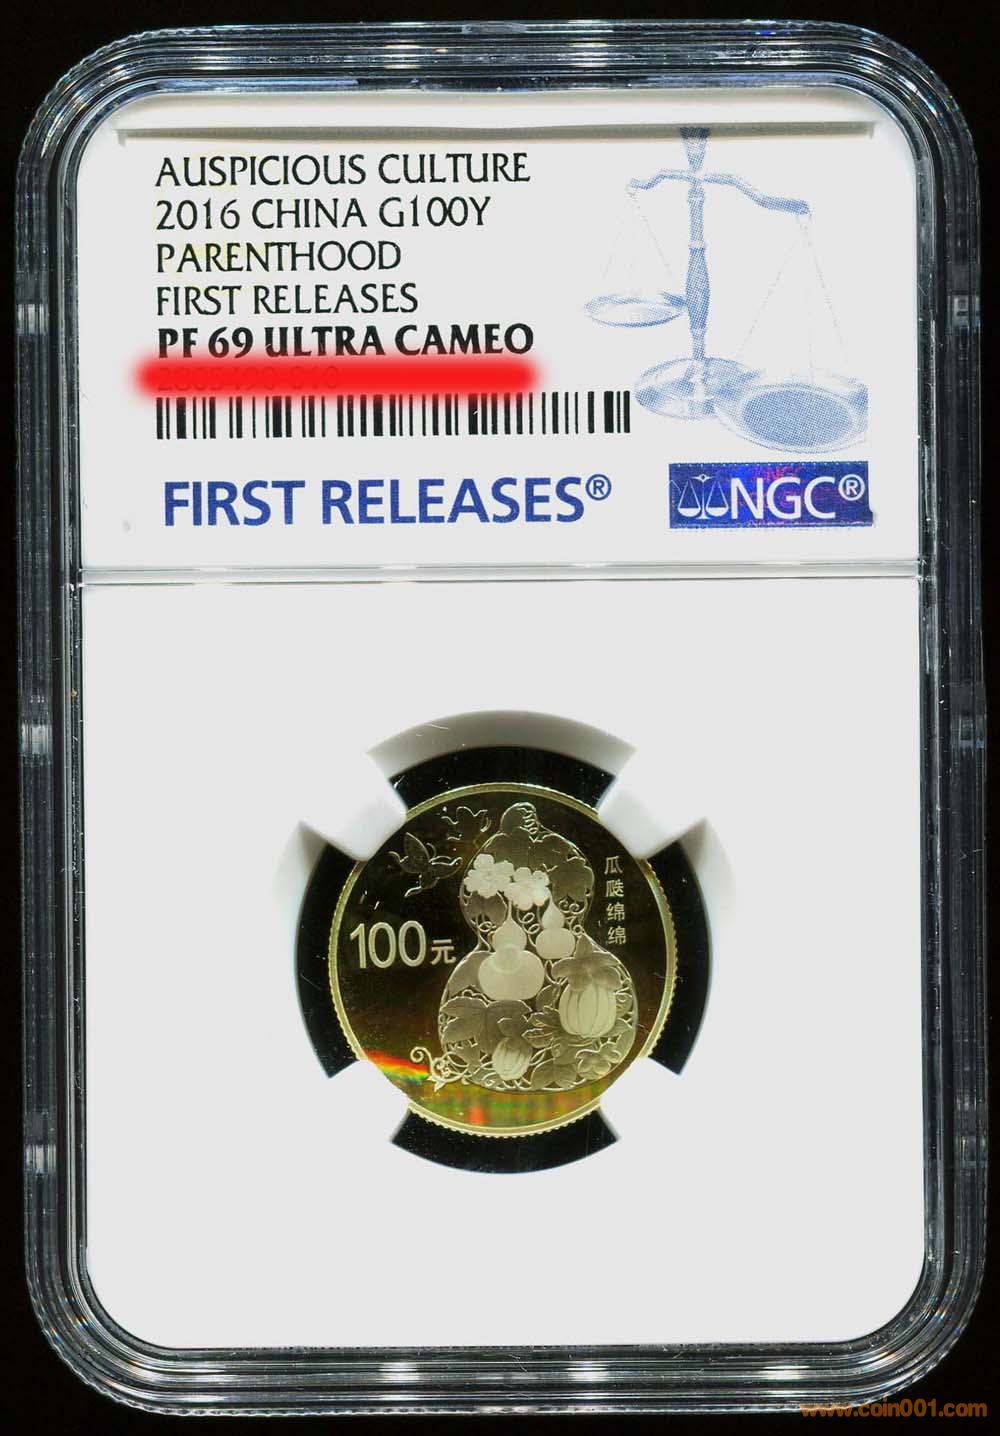 AUSPICIOUS CULTURE
2016 CHINA G100Y
PARENTHOOD
FIRST RELEASES
PF 69 ULTRA CAMEO
FIRST RELEASES®
NGC®
瓜瓞绵绵
100元
www.coin001.com